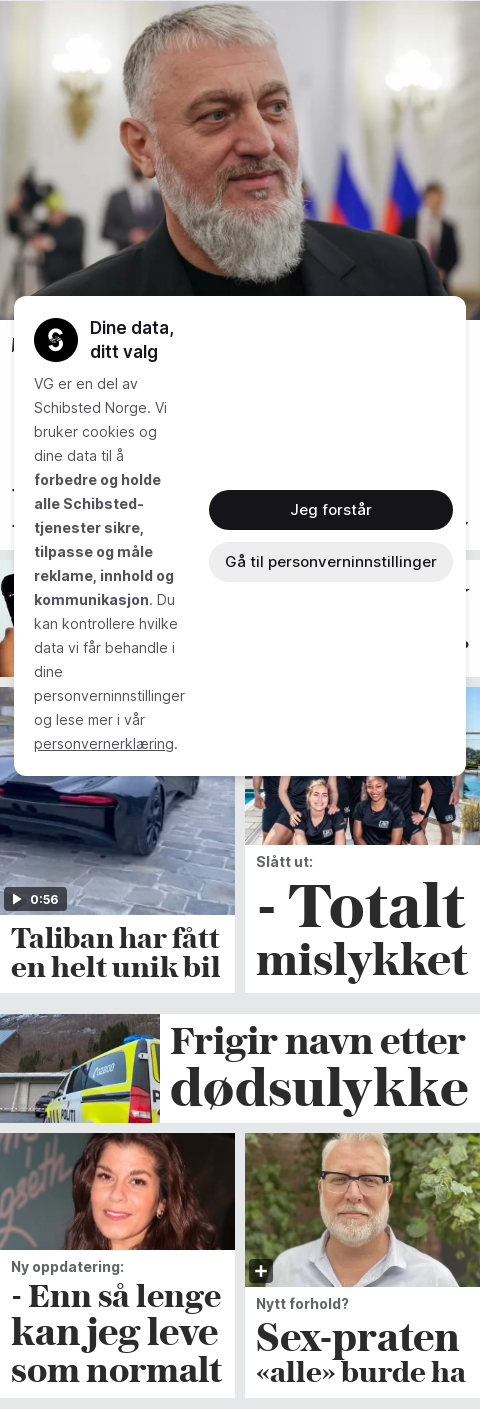 Dine data,
ditt valg
VG er en del av
Schibsted Norge. Vi
bruker cookies og
dine data til å
forbedre og holde
alle Schibsted-
tjenester sikre,
tilpasse og måle
reklame, innhold og
kommunikasjon. Du
kan kontrollere hvilke
data vi får behandle i
dine
personverninnstillinger
og lese mer i vår
personvernerklæring.
Jeg forstår
Gå til personverninnstillinger
0:56
Taliban har fått
en helt unik bil
Slått ut:
- Totalt
mislykket
POLITI
Frigir navn etter
dødsulykke
Ny oppdatering:
- Enn så lenge
kan jeg leve
som normalt
Nytt forhold?
Sex-praten
«alle» burde ha